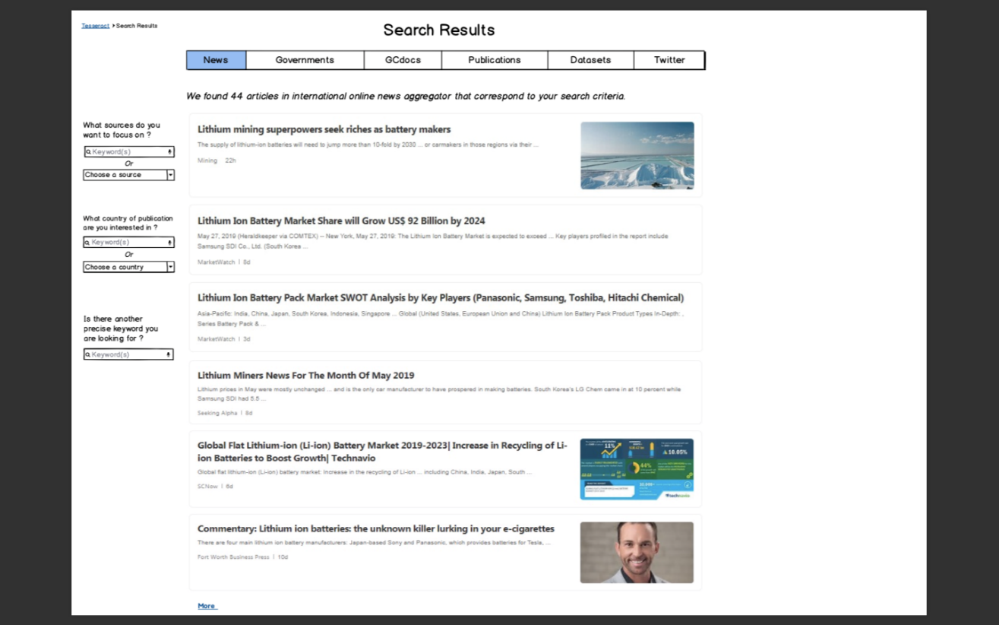 Tesseract ▸Search Results
Search Results
News
Governments
GCdocs
Publications
Datasets
Twitter
We found 44 articles in international online news aggregator that correspond to your search criteria.
What sources do you
want to focus on ?
Keyword(s)
Or
Choose a source
What country of publication
are you interested in ?
Keyword(s)
Or
Choose a country
Is there another
precise keyword you
are looking for ?
Keyword(s)
Lithium mining superpowers seek riches as battery makers
The supply of lithium-ion batteries will need to jump more than 10-fold by 2030 ... or carmakers in those regions via their ...
Mining 22h
Lithium Ion Battery Market Share will Grow US$ 92 Billion by 2024
May 27, 2019 (Heraldkeeper via COMTEX) -- New York, May 27, 2019: The Lithium Ion Battery Market is expected to exceed ... Key players profiled in the report include
Samsung SDI Co., Ltd. (South Korea ...
MarketWatch | 8d
Lithium Ion Battery Pack Market SWOT Analysis by Key Players (Panasonic, Samsung, Toshiba, Hitachi Chemical)
Asia-Pacific: India, China, Japan, South Korea, Indonesia, Singapore ... Global (United States, European Union and China) Lithium Ion Battery Pack Product Types In-Depth: ,
Series Battery Pack & ...
MarketWatch | 3d
Lithium Miners News For The Month Of May 2019
Lithium prices in May were mostly unchanged ... and is the only car manufacturer to have prospered in making batteries. South Korea's LG Chem came in at 10 percent while
Samsung SDI had 5.5 ...
Seeking Alpha | 8d
Global Flat Lithium-ion (Li-ion) Battery Market 2019-2023| Increase in Recycling of Li-
ion Batteries to Boost Growth| Technavio
Global flat lithium-ion (Li-ion) battery market: Increase in the recycling of Li-ion ... including China, India, Japan, South ...
SCNow | 6d
11%
10.05%
44%
technavio
Commentary: Lithium ion batteries: the unknown killer lurking in your e-cigarettes
There are four main lithium ion battery manufacturers: Japan-based Sony and Panasonic, which provides batteries for Tesla, ...
Fort Worth Business Press | 10d
More